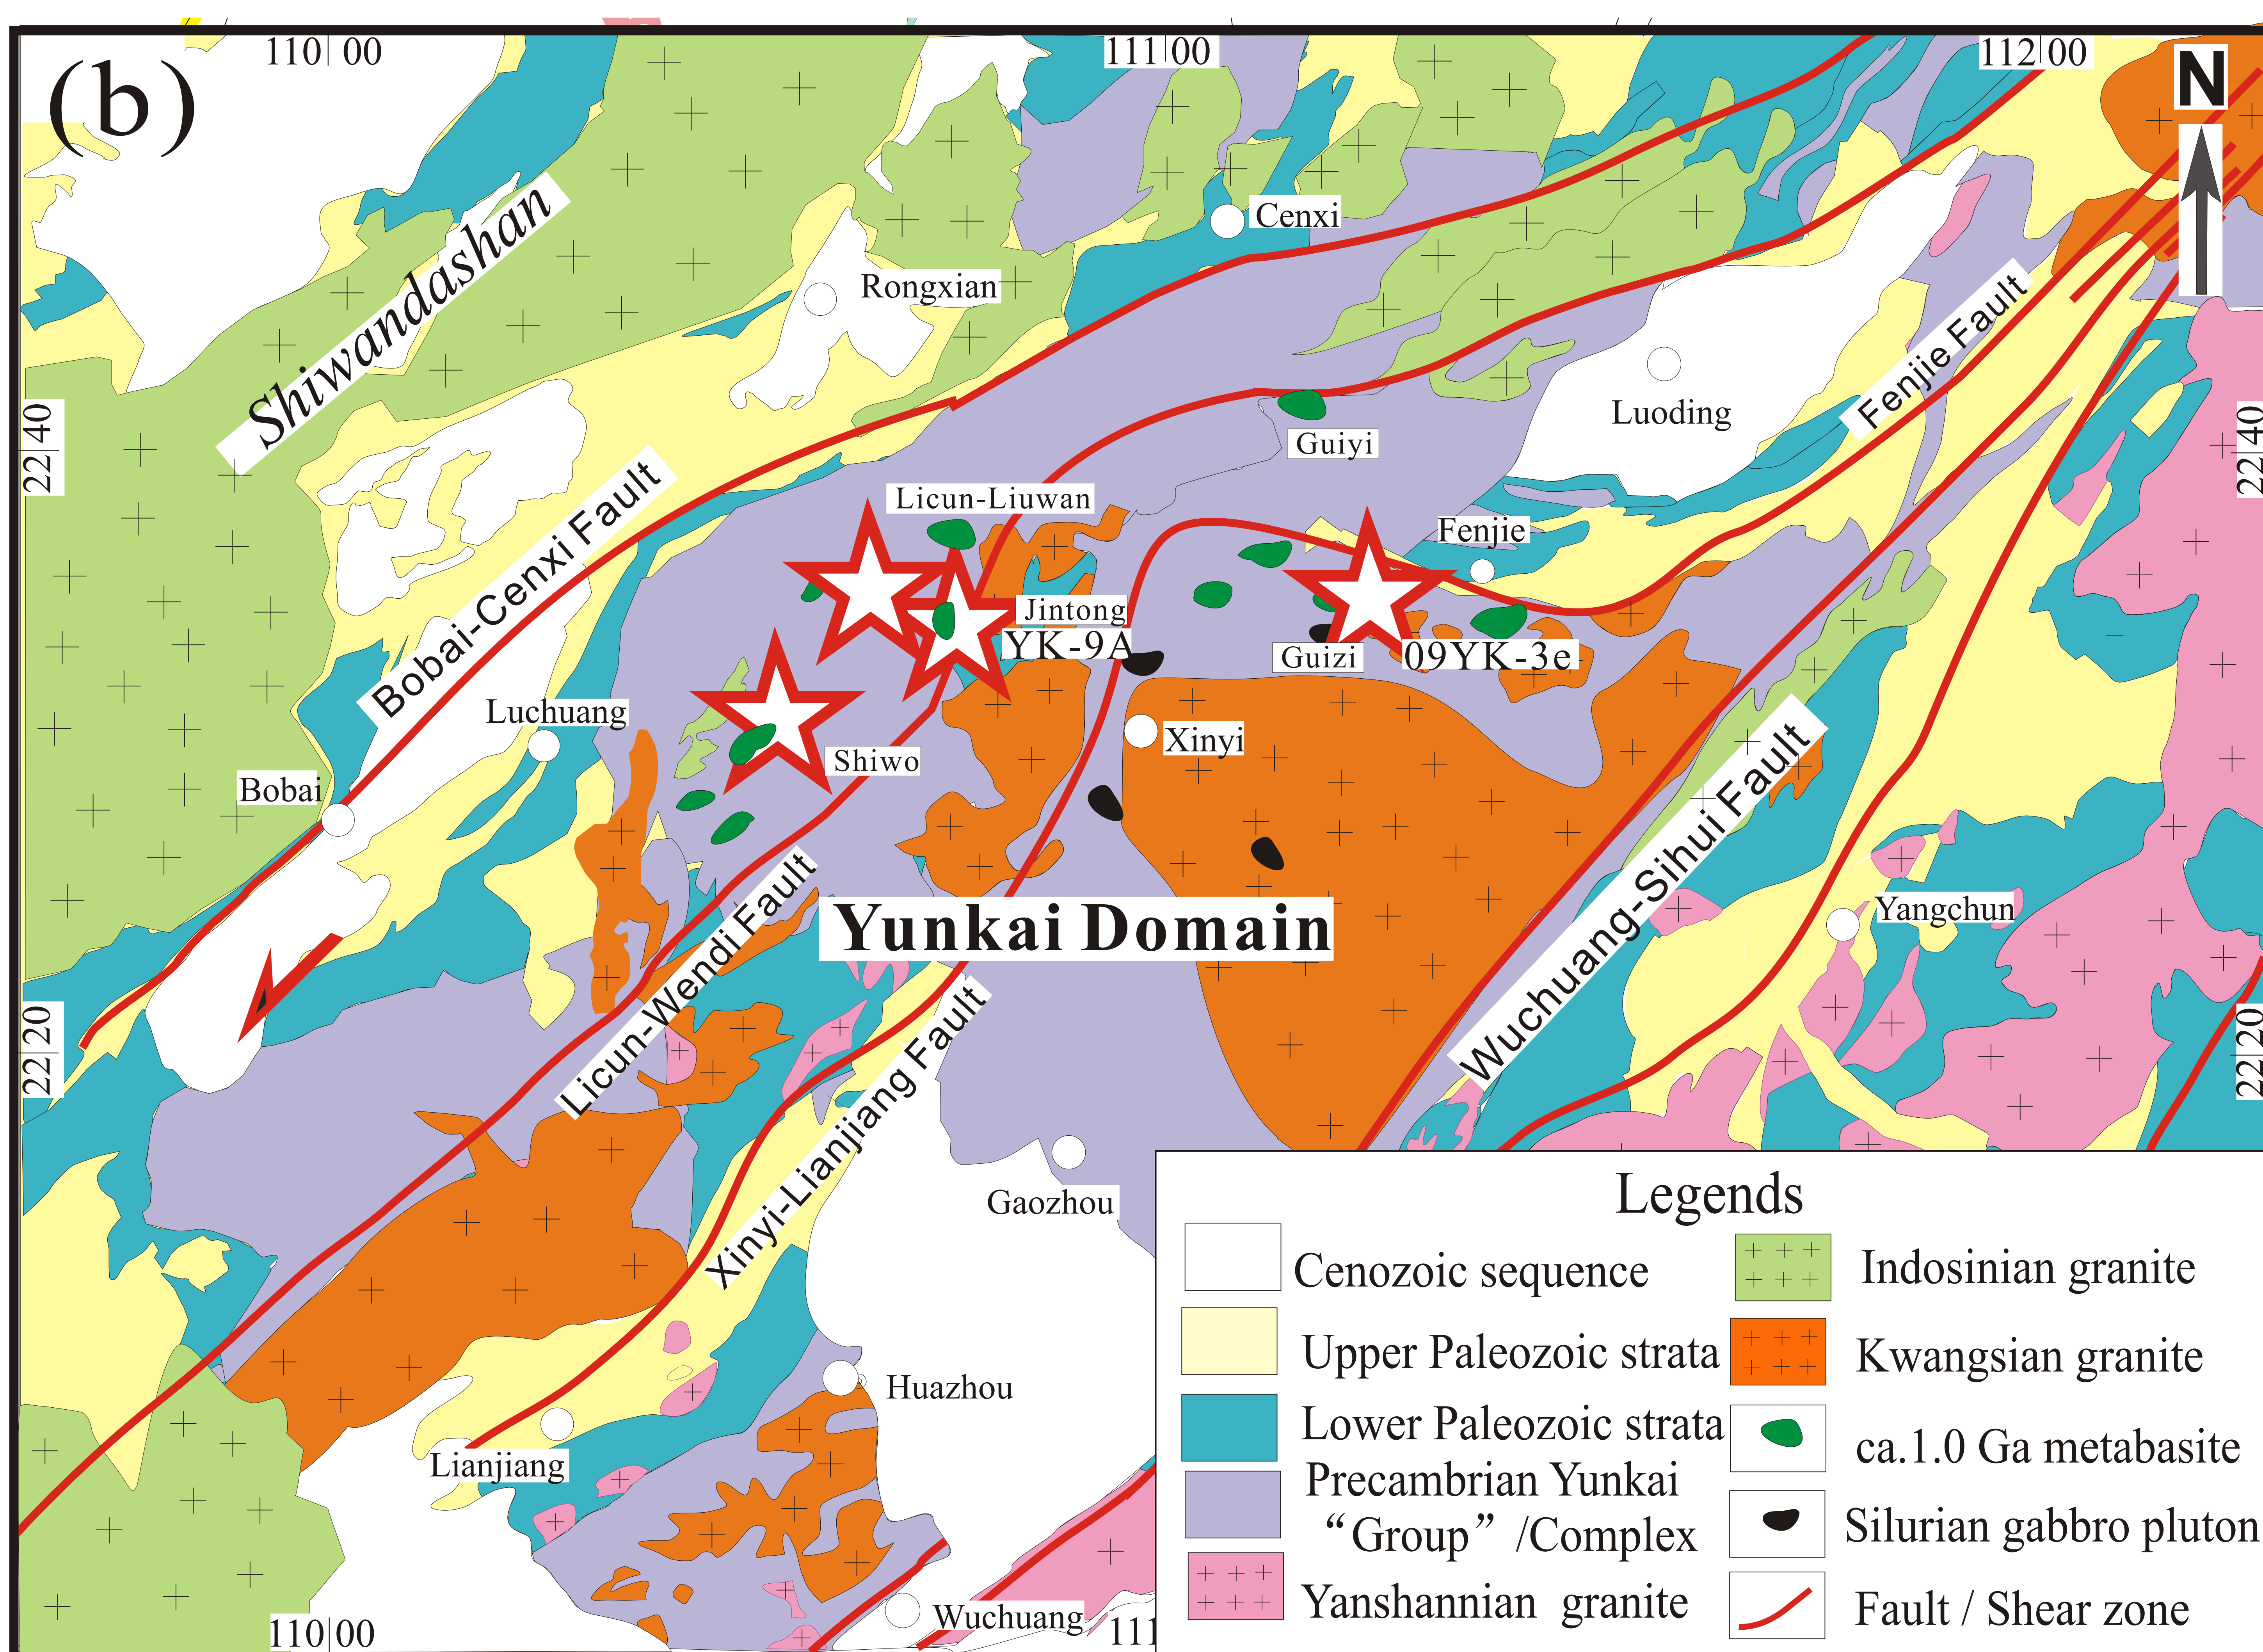 (b)
110 00
111 00
112 00
N
Cenxi
Shiwandashan
Rongxian
Fenjie Fault
22 40
22 40
Luoding
Guiyi
Bobai-Cenxi Fault
Licun-Liuwan
Fenjie
Jintong
YK-9A
Guizi
09YK-3e
Luchuang
Xinyi
Shiwo
Bobai
Wuchuang-Sihui Fault
Yangchun
Yunkai Domain
Licun-Wendi Fault
22 20
22 20
Xinyi-Lianjiang Fault
Gaozhou
Huazhou
Lianjiang
Wuchuang
110 00
111
Legends
Cenozoic sequence
Upper Paleozoic strata
Lower Paleozoic strata
Precambrian Yunkai
“Group” /Complex
Yanshannian granite
Indosinian granite
Kwangsian granite
ca.1.0 Ga metabasite
Silurian gabbro pluton
Fault / Shear zone